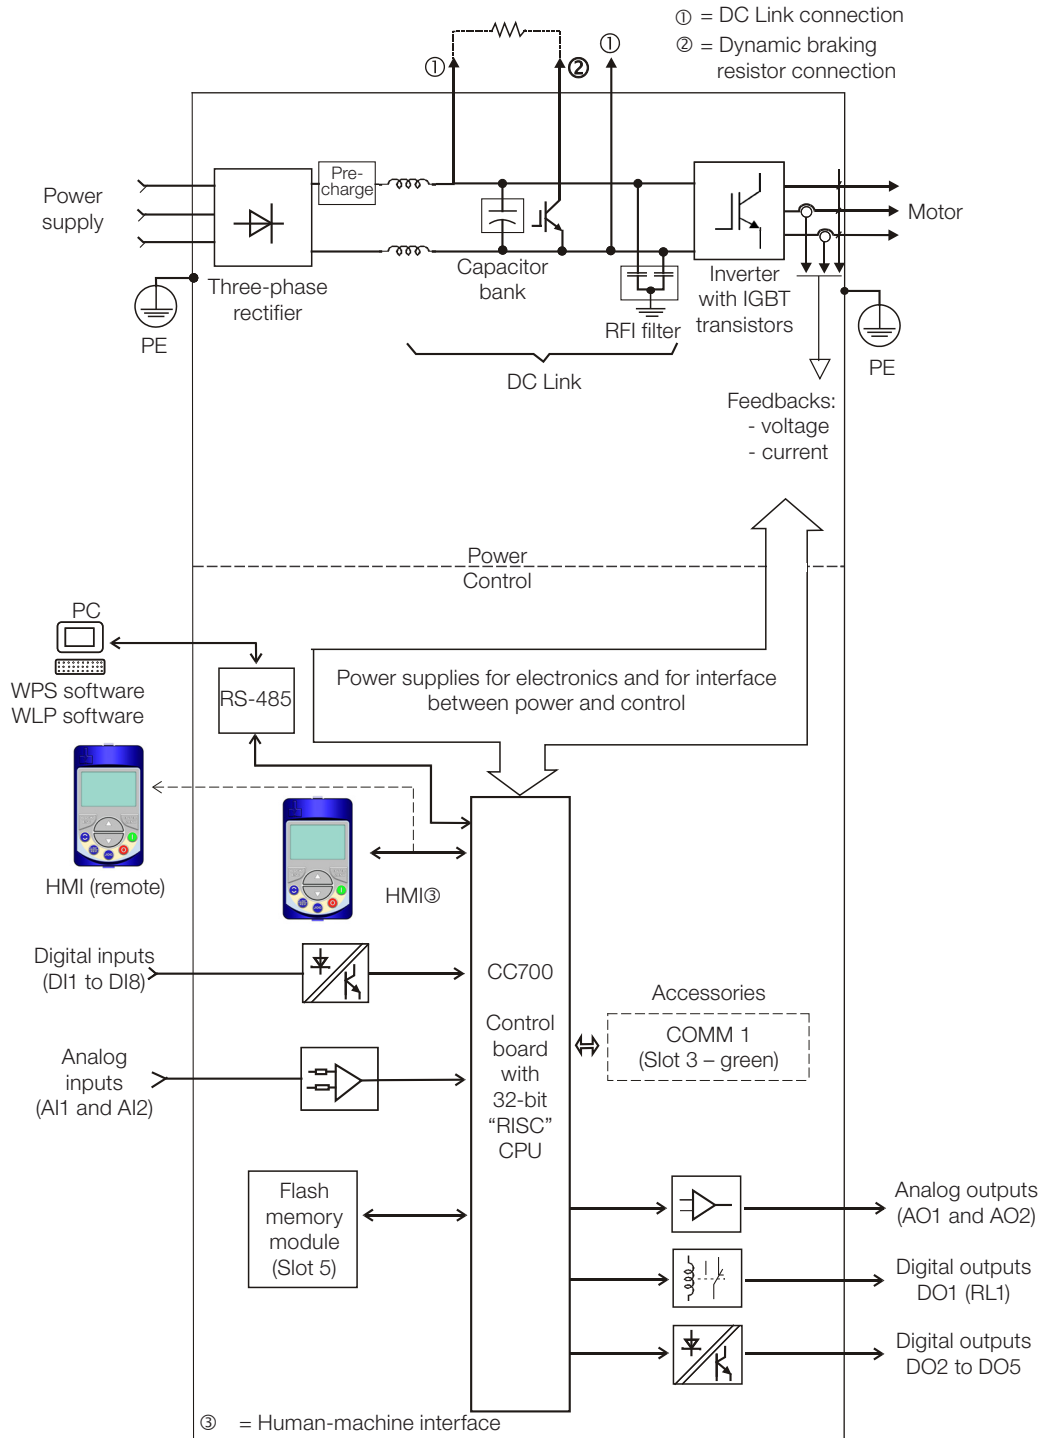 ① = DC Link connection
② = Dynamic braking
resistor connection
①
②
①
Pre-
charge
Power
supply
Motor
Three-phase
rectifier
Capacitor
bank
Inverter
with IGBT
transistors
RFI filter
PE
PE
DC Link
Feedbacks:
- voltage
- current
Power
Control
PC
WPS software
WLP software
RS-485
Power supplies for electronics and for interface
between power and control
HMI (remote)
HMI③
Digital inputs
(DI1 to DI8)
CC700
Control
board
with
32-bit
“RISC”
CPU
Accessories
COMM 1
(Slot 3 – green)
Analog
inputs
(AI1 and AI2)
Flash
memory
module
(Slot 5)
Analog outputs
(AO1 and AO2)
Digital outputs
DO1 (RL1)
Digital outputs
DO2 to DO5
③ = Human-machine interface